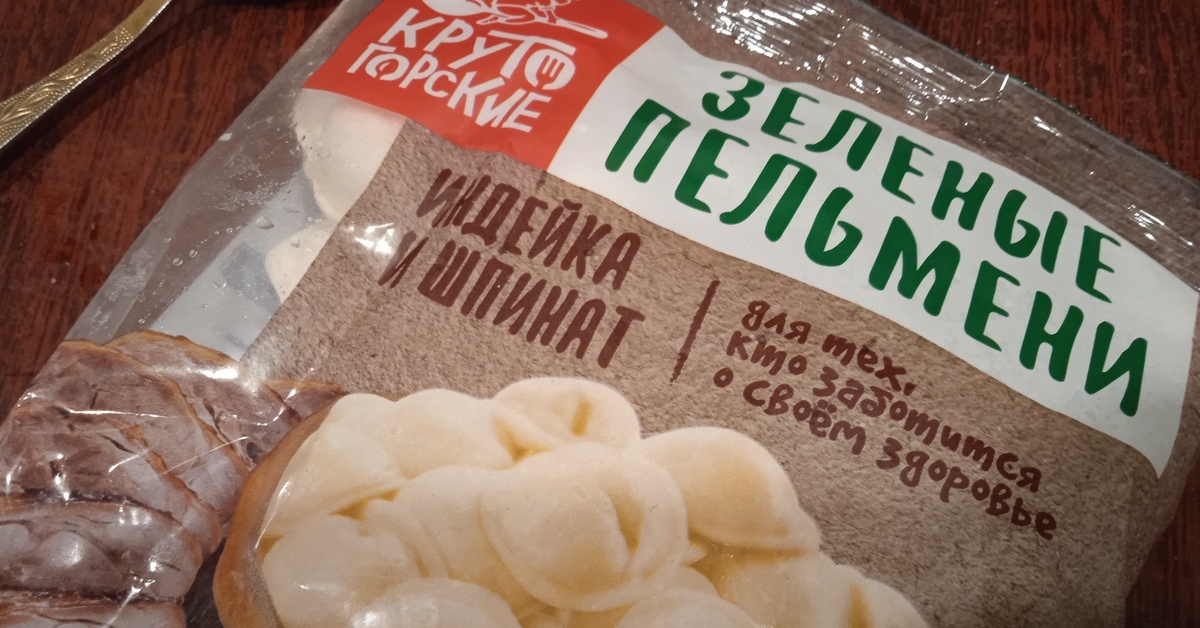 КРУТО
ГОРСКИЕ
ЗЕЛЕНЫЕ
ПЕЛЬМЕНИ
ИНДЕЙКА
И ШПИНАТ
для тех,
кто заботится
о своём здоровье